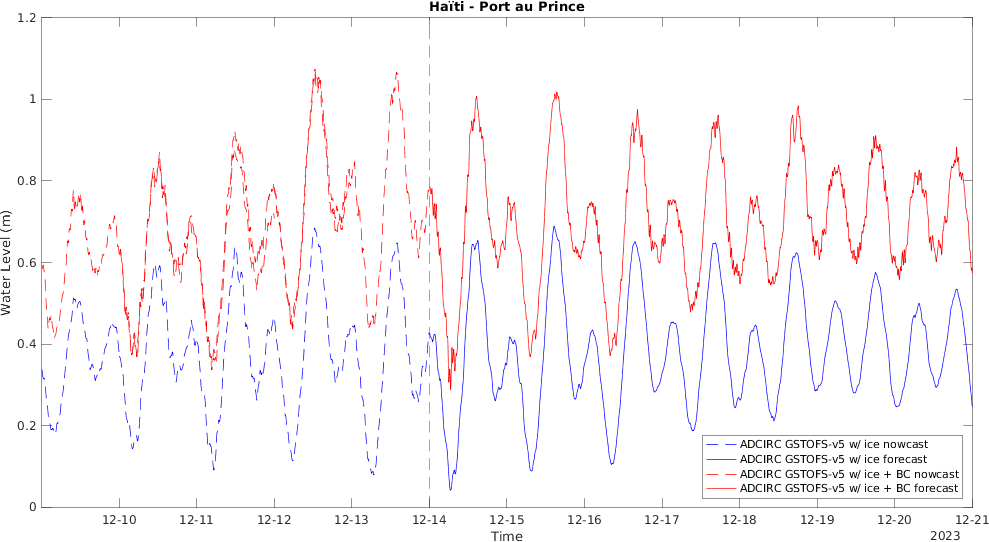 Haïti - Port au Prince
Water Level (m)
1.2
1
0.8
0.6
0.4
0.2
0
ADCIRC GSTOFS-v5 w/ ice nowcast
ADCIRC GSTOFS-v5 w/ ice forecast
ADCIRC GSTOFS-v5 w/ ice + BC nowcast
ADCIRC GSTOFS-v5 w/ ice + BC forecast
12-10 12-11 12-12 12-13 12-14 12-15 12-16 12-17 12-18 12-19 12-20 12-21
Time
2023